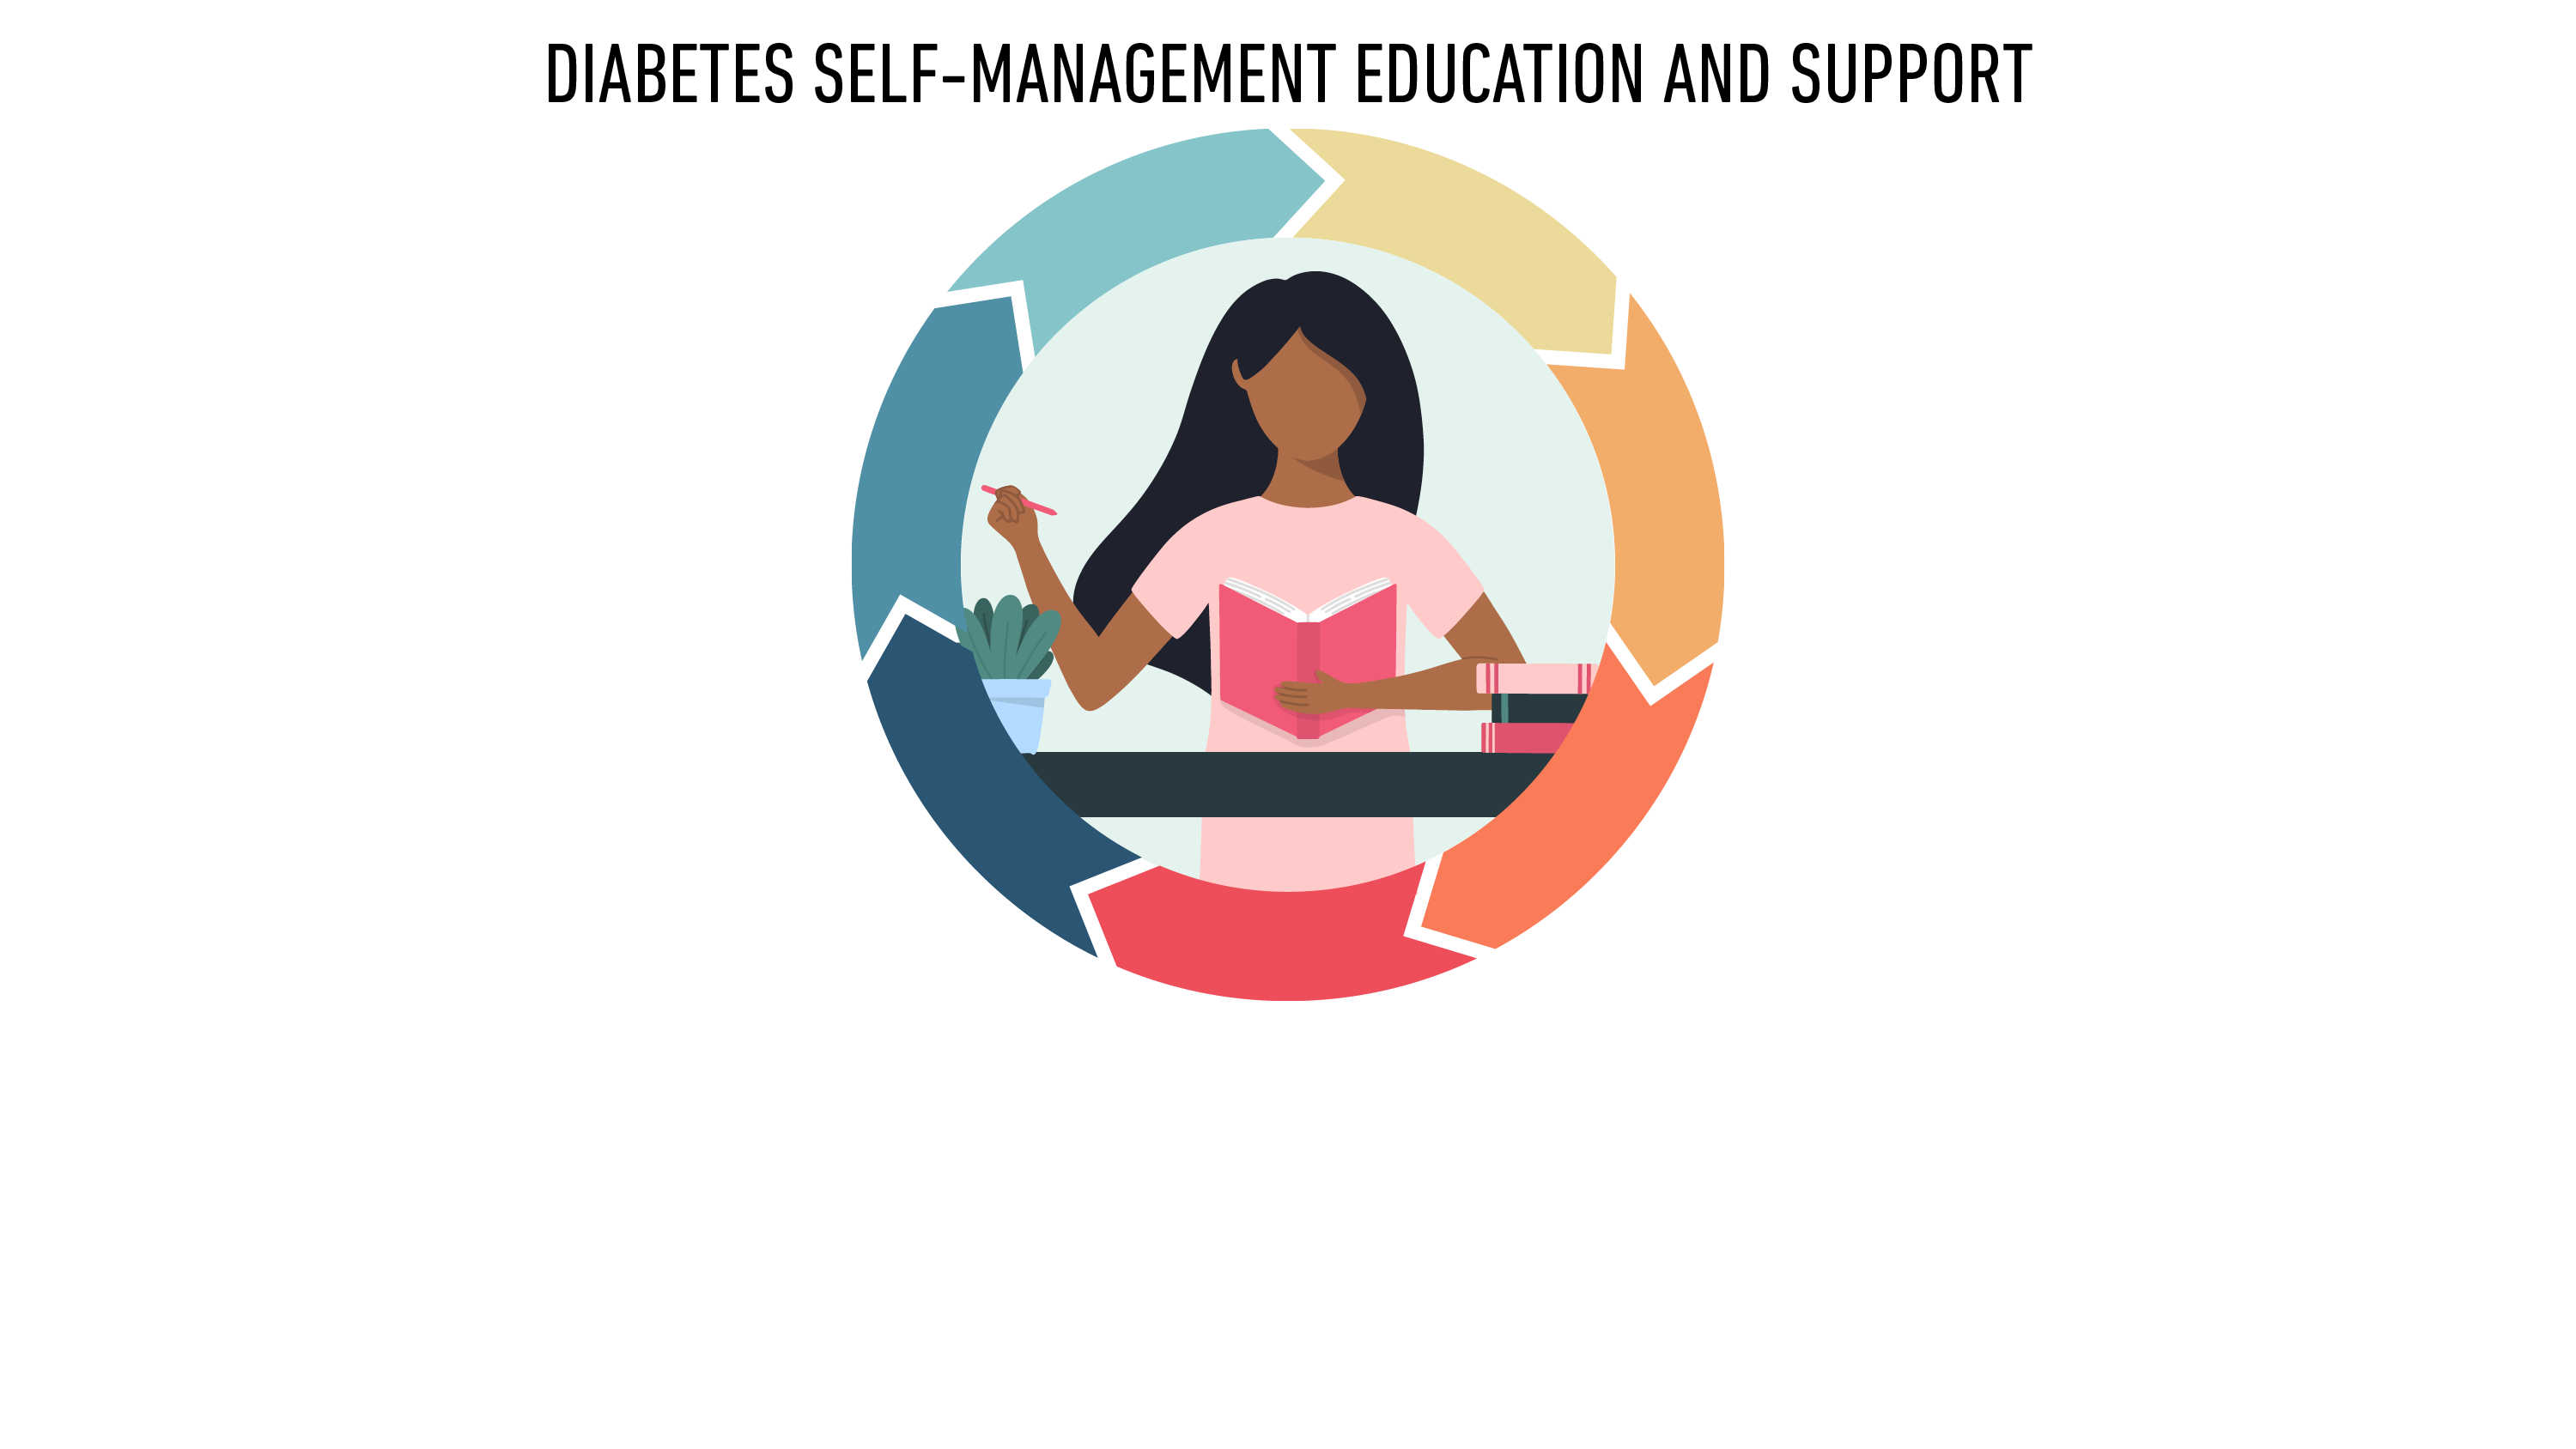 DIABETES SELF-MANAGEMENT EDUCATION AND SUPPORT